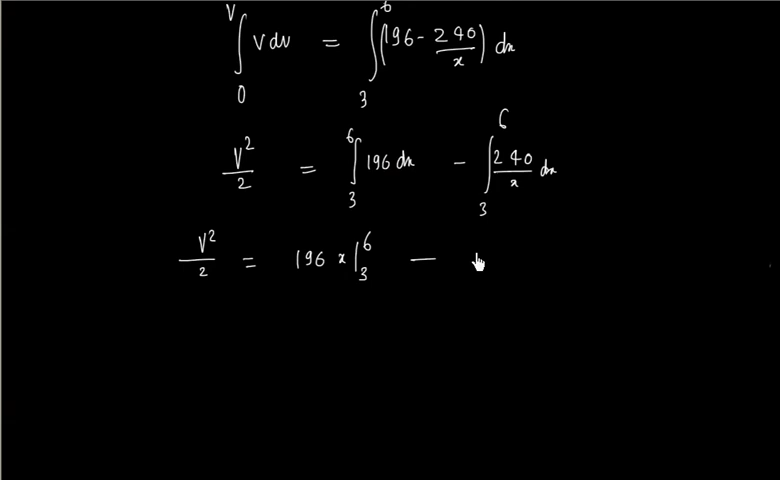 ∫₀^V V dv = ∫₃^6 (196 - 240/x) dx
V²/2 = ∫₃^6 196 dx - ∫₃^6 240/x dx
V²/2 = 196 x |₃^6 —